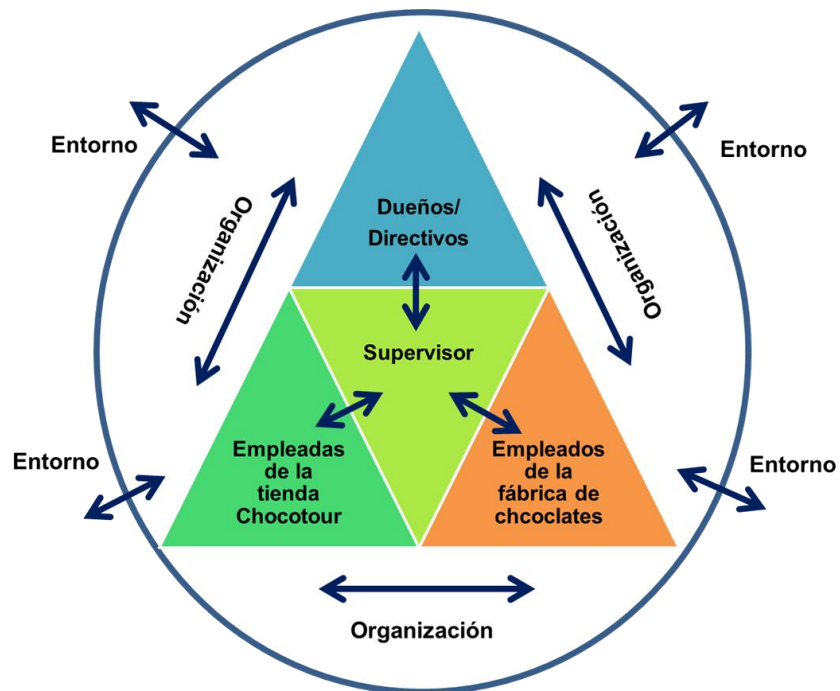 Entorno
Entorno
Organización
Organización
Dueños/
Directivos
Supervisor
Entorno
Entorno
Empleadas
de la
tienda
Chocotour
Empleados
de la
fábrica de
chcoclates
Organización